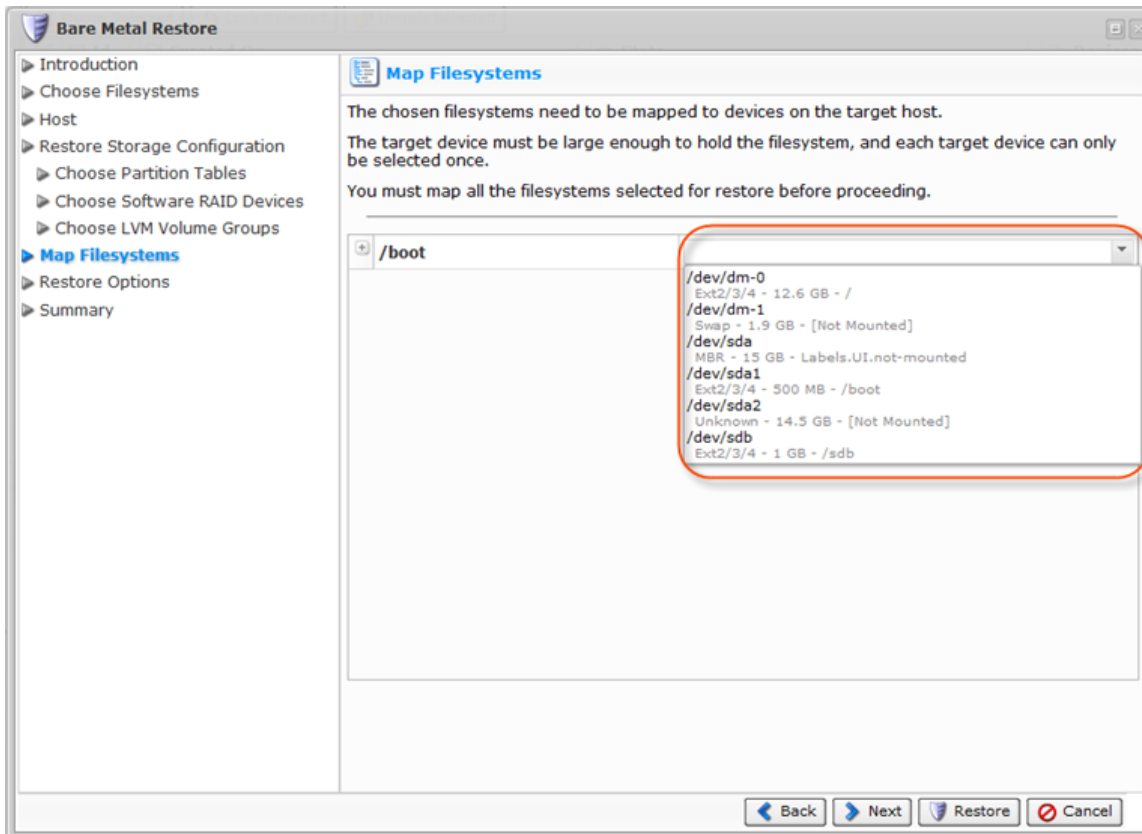 Bare Metal Restore
Introduction
Choose Filesystems
Host
Restore Storage Configuration
Choose Partition Tables
Choose Software RAID Devices
Choose LVM Volume Groups
Map Filesystems
Restore Options
Summary
Map Filesystems
The chosen filesystems need to be mapped to devices on the target host.
The target device must be large enough to hold the filesystem, and each target device can only
be selected once.
You must map all the filesystems selected for restore before proceeding.
/boot
/dev/dm-0
Ext2/3/4 - 12.6 GB - /
/dev/dm-1
Swap - 1.9 GB - [Not Mounted]
/dev/sda
MBR - 15 GB - Labels.UI.not-mounted
/dev/sda1
Ext2/3/4 - 500 MB - /boot
/dev/sda2
Unknown - 14.5 GB - [Not Mounted]
/dev/sdb
Ext2/3/4 - 1 GB - /sdb
Back Next Restore Cancel